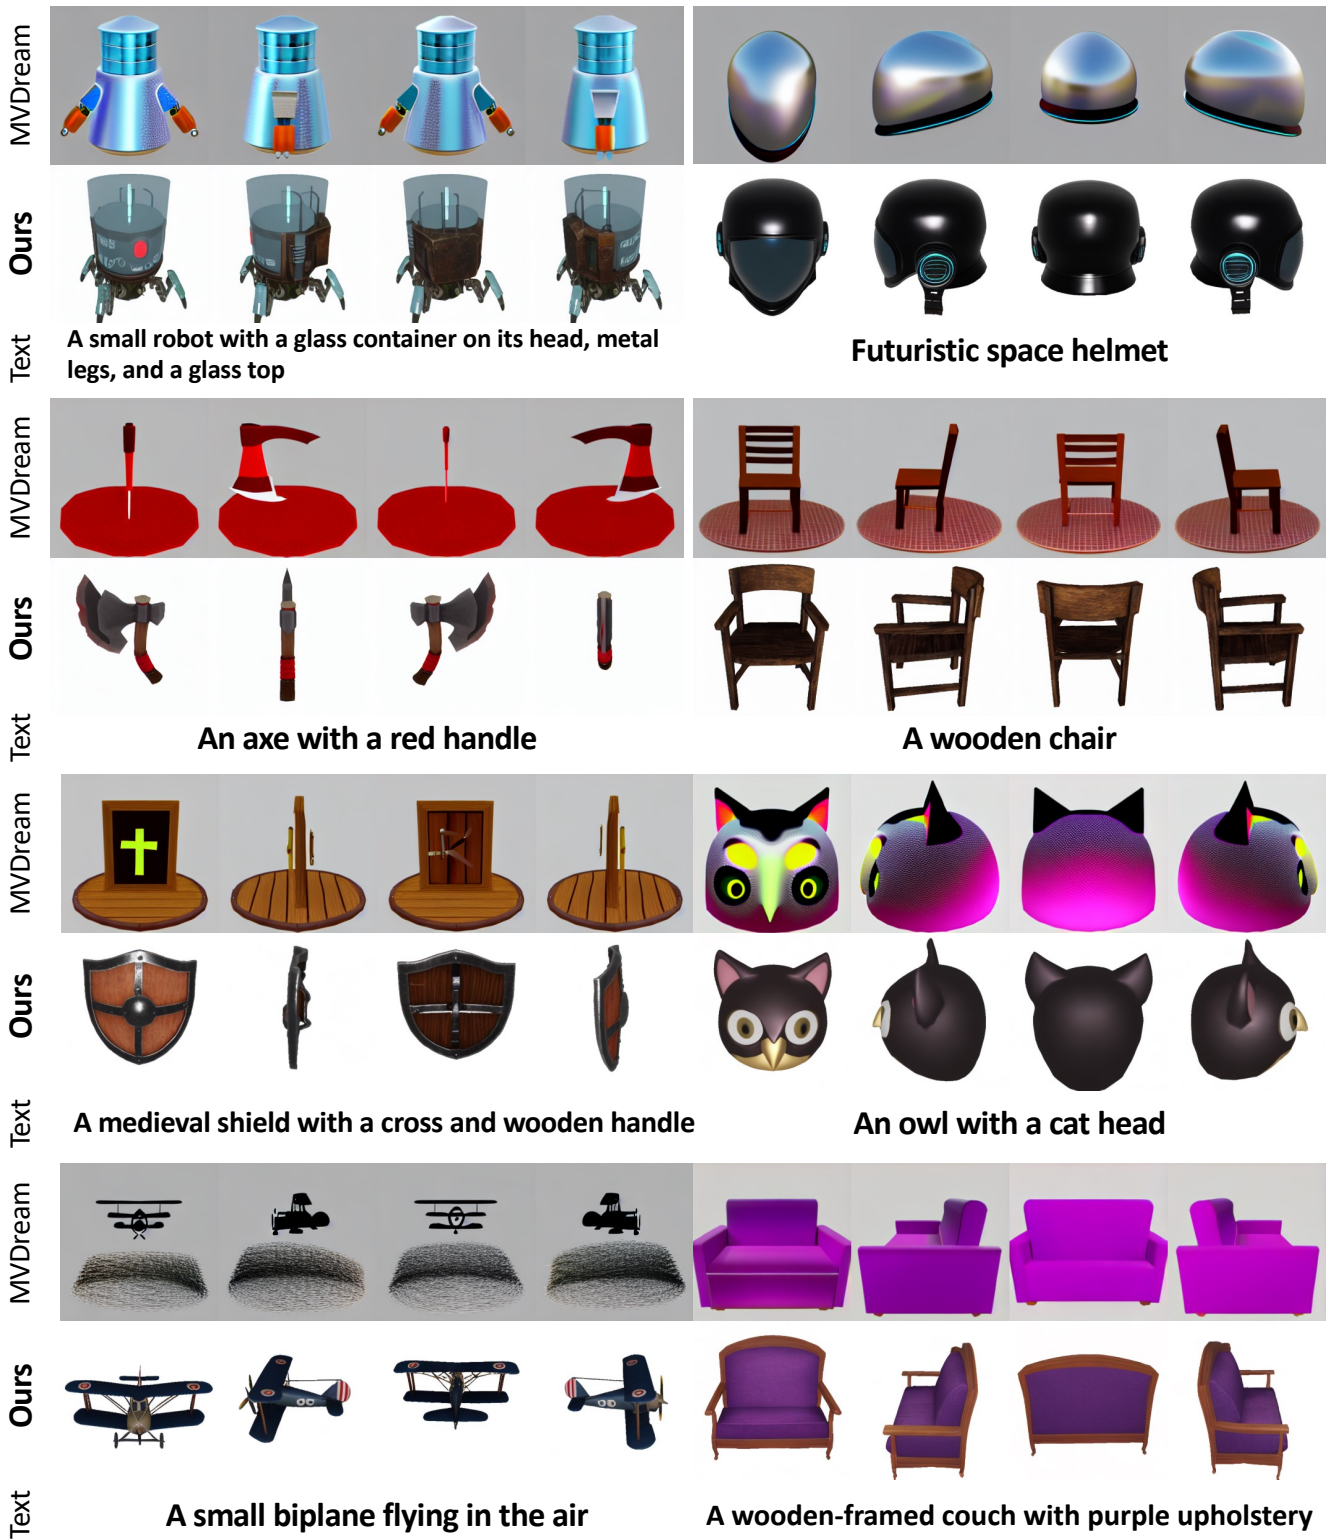 MVDream
Ours
Text
A small robot with a glass container on its head, metal
legs, and a glass top
Futuristic space helmet
MVDream
Ours
Text
An axe with a red handle
A wooden chair
MVDream
Ours
Text
A medieval shield with a cross and wooden handle
An owl with a cat head
MVDream
Ours
Text
A small biplane flying in the air
A wooden-framed couch with purple upholstery